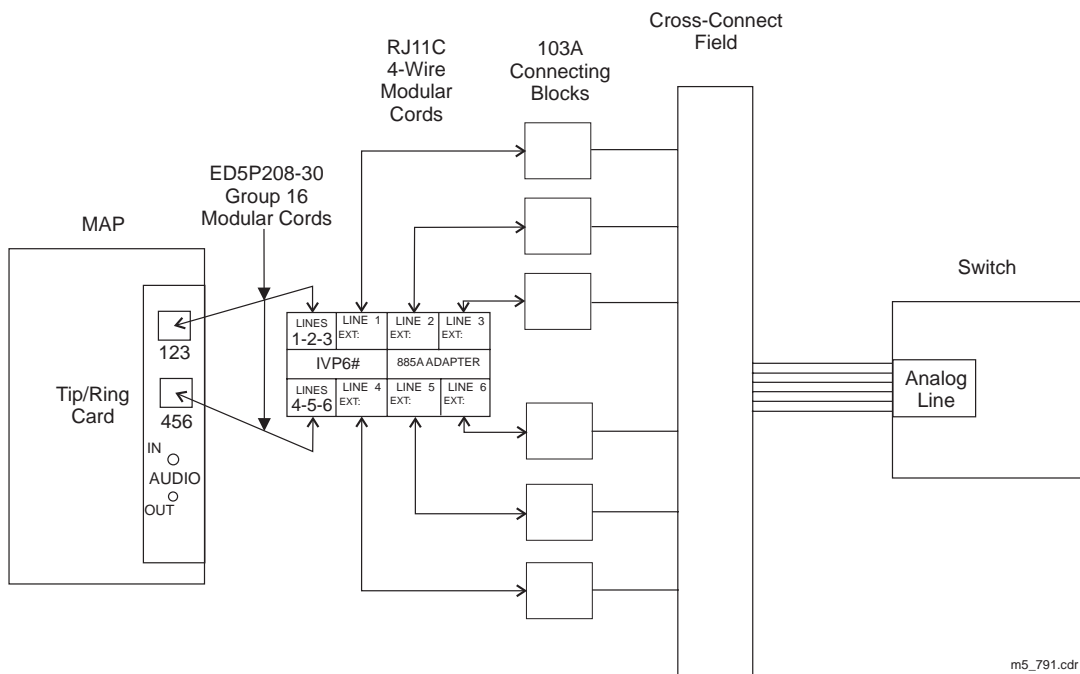 Cross-Connect
Field
RJ11C
4-Wire
Modular
Cords
103A
Connecting
Blocks
ED5P208-30
Group 16
Modular Cords
MAP
Switch
123
Tip/Ring
Card
456
IN
AUDIO
OUT
LINES
1-2-3
LINE 1
EXT:
LINE 2
EXT:
LINE 3
EXT:
IVP6#
885A ADAPTER
LINES
4-5-6
LINE 4
EXT:
LINE 5
EXT:
LINE 6
EXT:
Analog
Line
m5_791.cdr